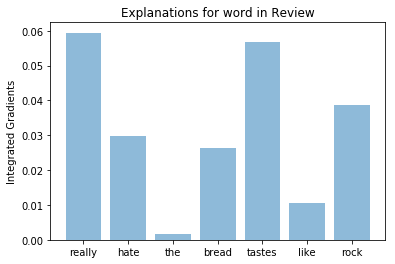 Explanations for word in Review
Integrated Gradients
0.06
0.05
0.04
0.03
0.02
0.01
0.00
really hate the bread tastes like rock